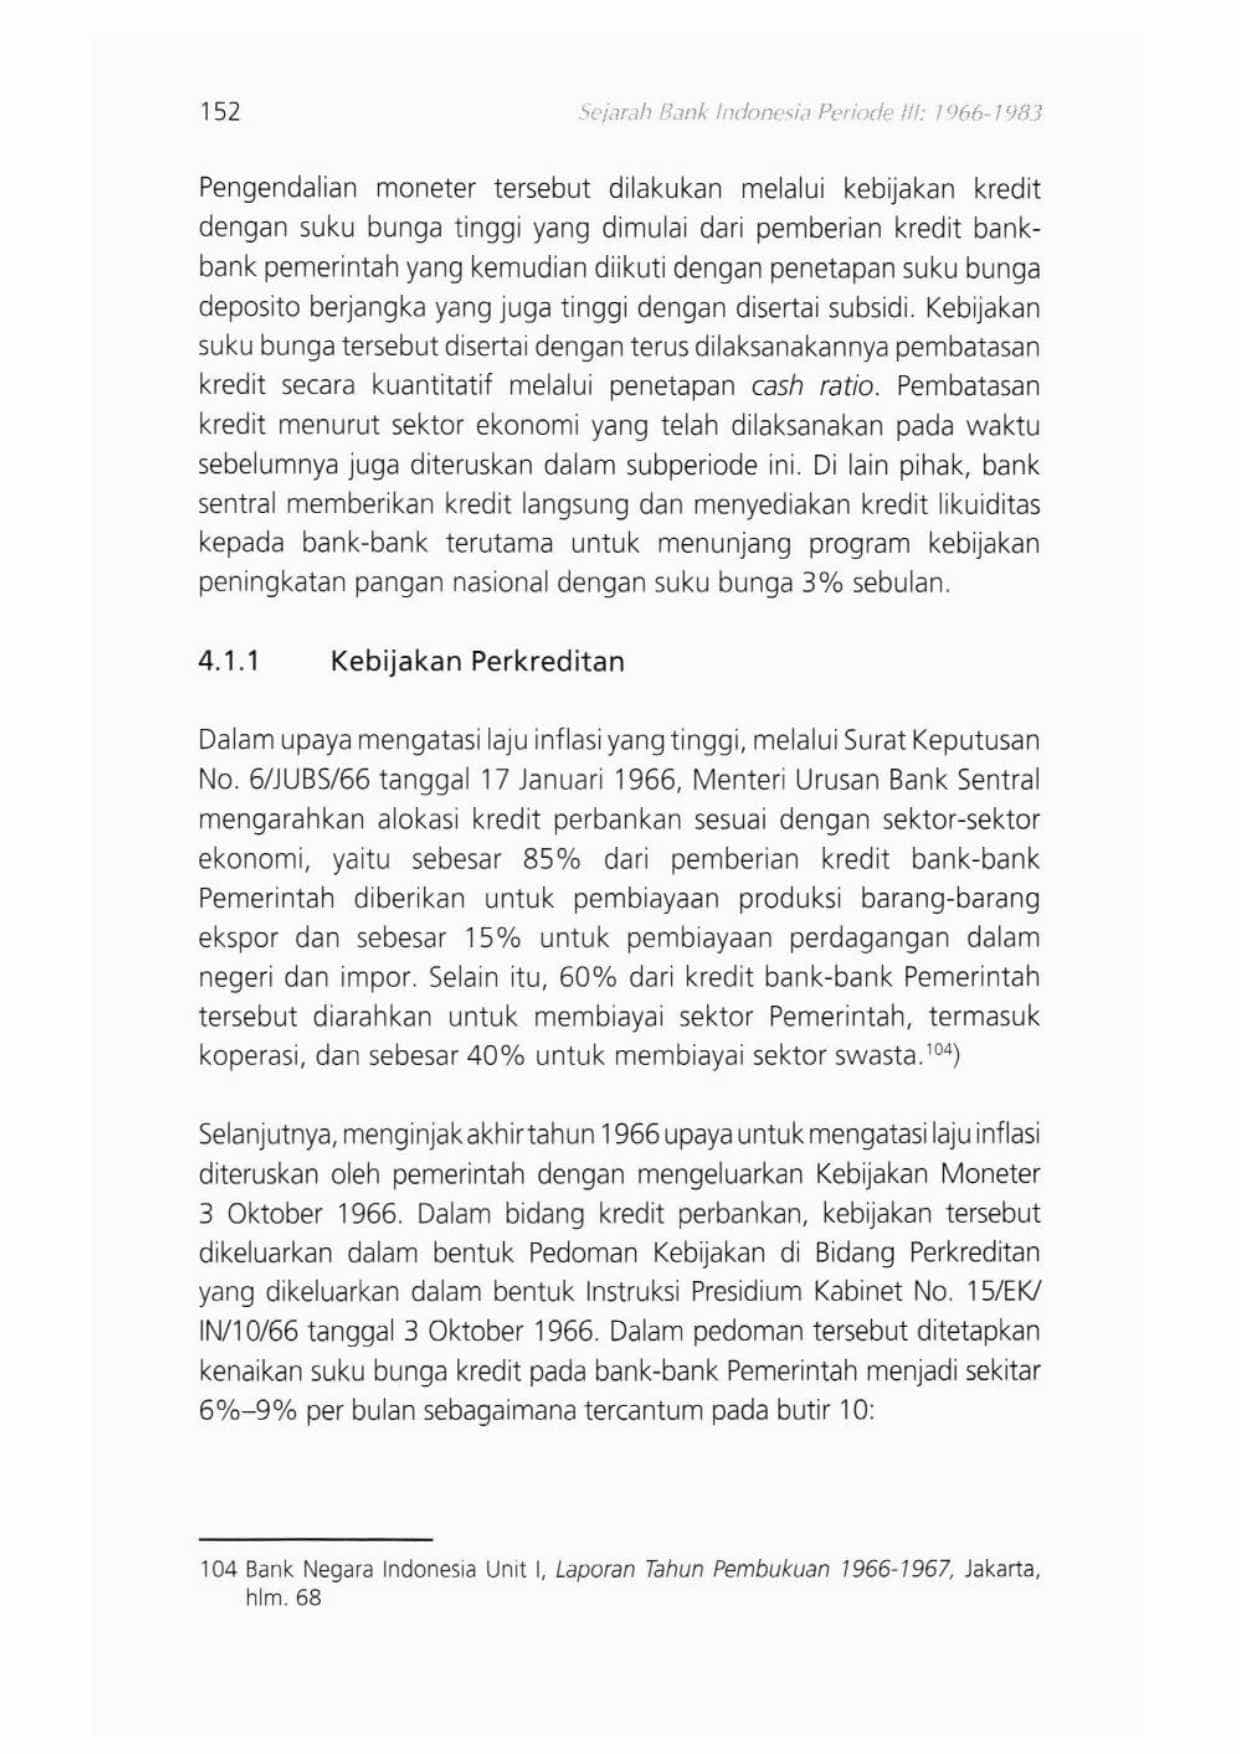 152
Sejarah Bank Indonesia Periode III: 1966-1983
Pengendalian moneter tersebut dilakukan melalui kebijakan kredit
dengan suku bunga tinggi yang dimulai dari pemberian kredit bank-
bank pemerintah yang kemudian diikuti dengan penetapan suku bunga
deposito berjangka yang juga tinggi dengan disertai subsidi. Kebijakan
suku bunga tersebut disertai dengan terus dilaksanakannya pembatasan
kredit secara kuantitatif melalui penetapan cash ratio. Pembatasan
kredit menurut sektor ekonomi yang telah dilaksanakan pada waktu
sebelumnya juga diteruskan dalam subperiode ini. Di lain pihak, bank
sentral memberikan kredit langsung dan menyediakan kredit likuiditas
kepada bank-bank terutama untuk menunjang program kebijakan
peningkatan pangan nasional dengan suku bunga 3% sebulan.
4.1.1 Kebijakan Perkreditan
Dalam upaya mengatasi laju inflasi yang tinggi, melalui Surat Keputusan
No. 6/JUBS/66 tanggal 17 Januari 1966, Menteri Urusan Bank Sentral
mengarahkan alokasi kredit perbankan sesuai dengan sektor-sektor
ekonomi, yaitu sebesar 85% dari pemberian kredit bank-bank
Pemerintah diberikan untuk pembiayaan produksi barang-barang
ekspor dan sebesar 15% untuk pembiayaan perdagangan dalam
negeri dan impor. Selain itu, 60% dari kredit bank-bank Pemerintah
tersebut diarahkan untuk membiayai sektor Pemerintah, termasuk
koperasi, dan sebesar 40% untuk membiayai sektor swasta.104)
Selanjutnya, menginjak akhir tahun 1966 upaya untuk mengatasi laju inflasi
diteruskan oleh pemerintah dengan mengeluarkan Kebijakan Moneter
3 Oktober 1966. Dalam bidang kredit perbankan, kebijakan tersebut
dikeluarkan dalam bentuk Pedoman Kebijakan di Bidang Perkreditan
yang dikeluarkan dalam bentuk Instruksi Presidium Kabinet No. 15/EK/
IN/10/66 tanggal 3 Oktober 1966. Dalam pedoman tersebut ditetapkan
kenaikan suku bunga kredit pada bank-bank Pemerintah menjadi sekitar
6%–9% per bulan sebagaimana tercantum pada butir 10:
104 Bank Negara Indonesia Unit I, Laporan Tahun Pembukuan 1966-1967, Jakarta,
hlm. 68